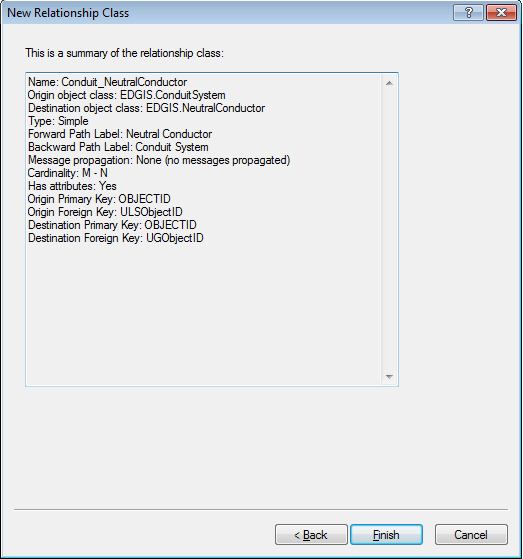 New Relationship Class
This is a summary of the relationship class:
Name: Conduit_NeutralConductor
Origin object class: EDGIS.ConduitSystem
Destination object class: EDGIS.NeutralConductor
Type: Simple
Forward Path Label: Neutral Conductor
Backward Path Label: Conduit System
Message propagation: None (no messages propagated)
Cardinality: M - N
Has attributes: Yes
Origin Primary Key: OBJECTID
Origin Foreign Key: ULSObjectID
Destination Primary Key: OBJECTID
Destination Foreign Key: UGObjectID
< Back Finish Cancel